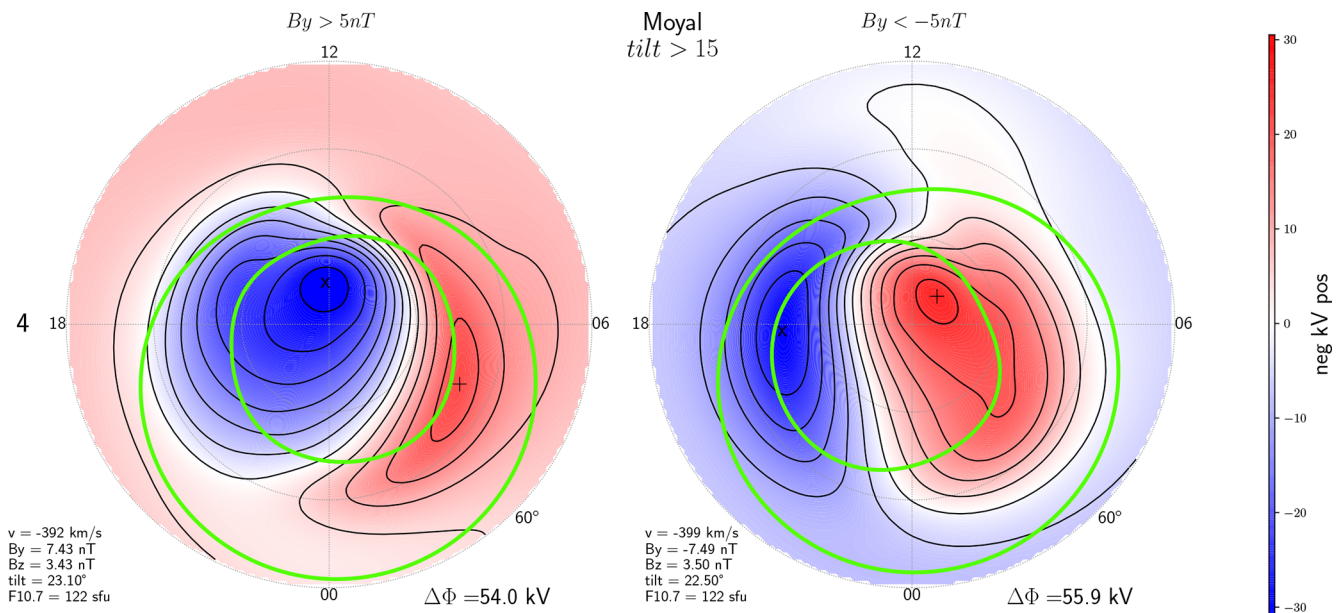 By > 5nT
Moyal
tilt > 15
By < −5nT
12
12
30
20
10
0
−10
−20
−30
neg kV pos
4
18
06
18
06
60°
60°
v = -392 km/s
By = 7.43 nT
Bz = 3.43 nT
tilt = 23.10°
F10.7 = 122 sfu
00
ΔΦ =54.0 kV
v = -399 km/s
By = -7.49 nT
Bz = 3.50 nT
tilt = 22.50°
F10.7 = 122 sfu
00
ΔΦ =55.9 kV
x
+
x
+